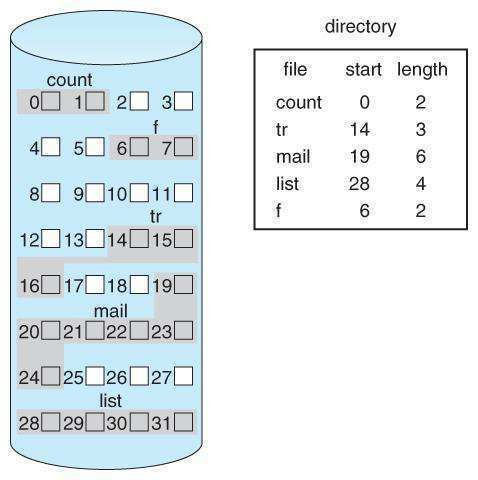 directory
file start length
count 0 2
tr 14 3
mail 19 6
list 28 4
f 6 2
count
0 1 2 3
f
4 5 6 7
8 9 10 11
tr
12 13 14 15
16 17 18 19
mail
20 21 22 23
24 25 26 27
list
28 29 30 31